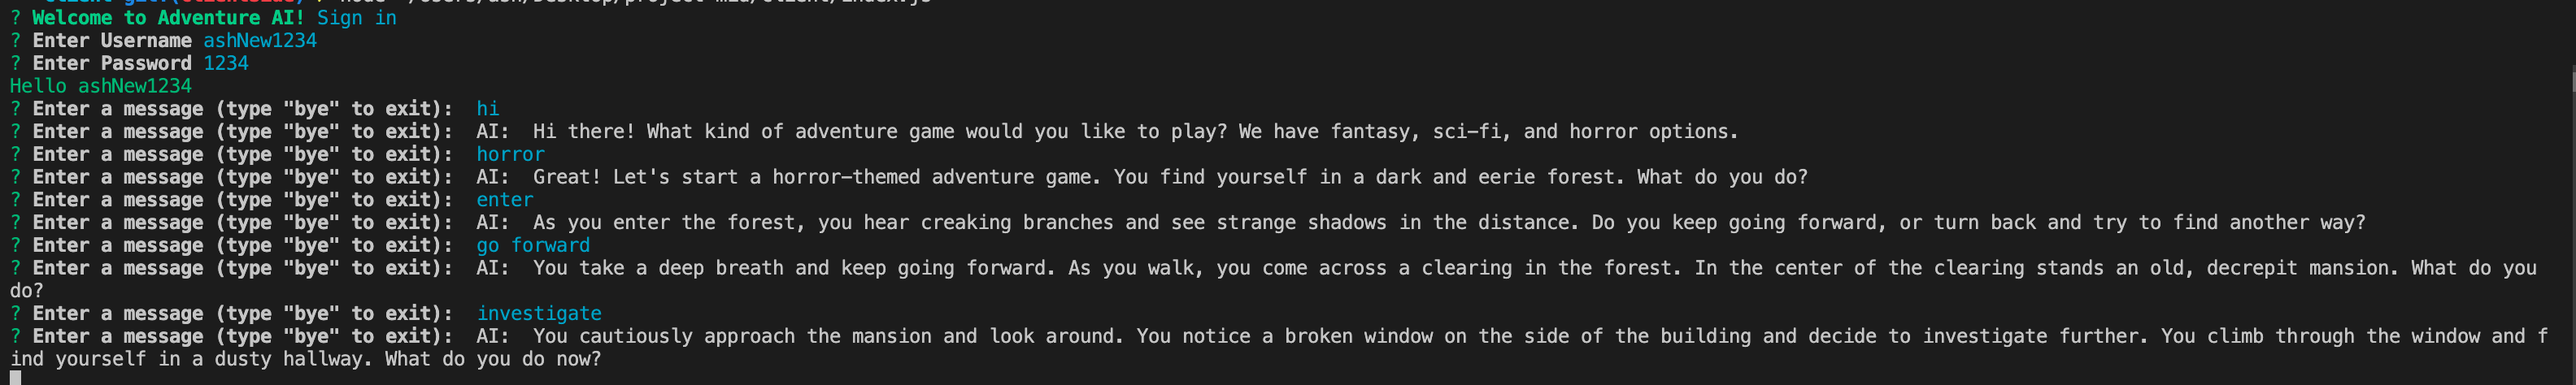 ? Welcome to Adventure AI! Sign in
? Enter Username ashNew1234
? Enter Password 1234
Hello ashNew1234
? Enter a message (type "bye" to exit):  hi
? Enter a message (type "bye" to exit):  AI:  Hi there! What kind of adventure game would you like to play? We have fantasy, sci-fi, and horror options.
? Enter a message (type "bye" to exit):  horror
? Enter a message (type "bye" to exit):  AI:  Great! Let's start a horror-themed adventure game. You find yourself in a dark and eerie forest. What do you do?
? Enter a message (type "bye" to exit):  enter
? Enter a message (type "bye" to exit):  AI:  As you enter the forest, you hear creaking branches and see strange shadows in the distance. Do you keep going forward, or turn back and try to find another way?
? Enter a message (type "bye" to exit):  go forward
? Enter a message (type "bye" to exit):  AI:  You take a deep breath and keep going forward. As you walk, you come across a clearing in the forest. In the center of the clearing stands an old, decrepit mansion. What do you
do?
? Enter a message (type "bye" to exit):  investigate
? Enter a message (type "bye" to exit):  AI:  You cautiously approach the mansion and look around. You notice a broken window on the side of the building and decide to investigate further. You climb through the window and f
ind yourself in a dusty hallway. What do you do now?